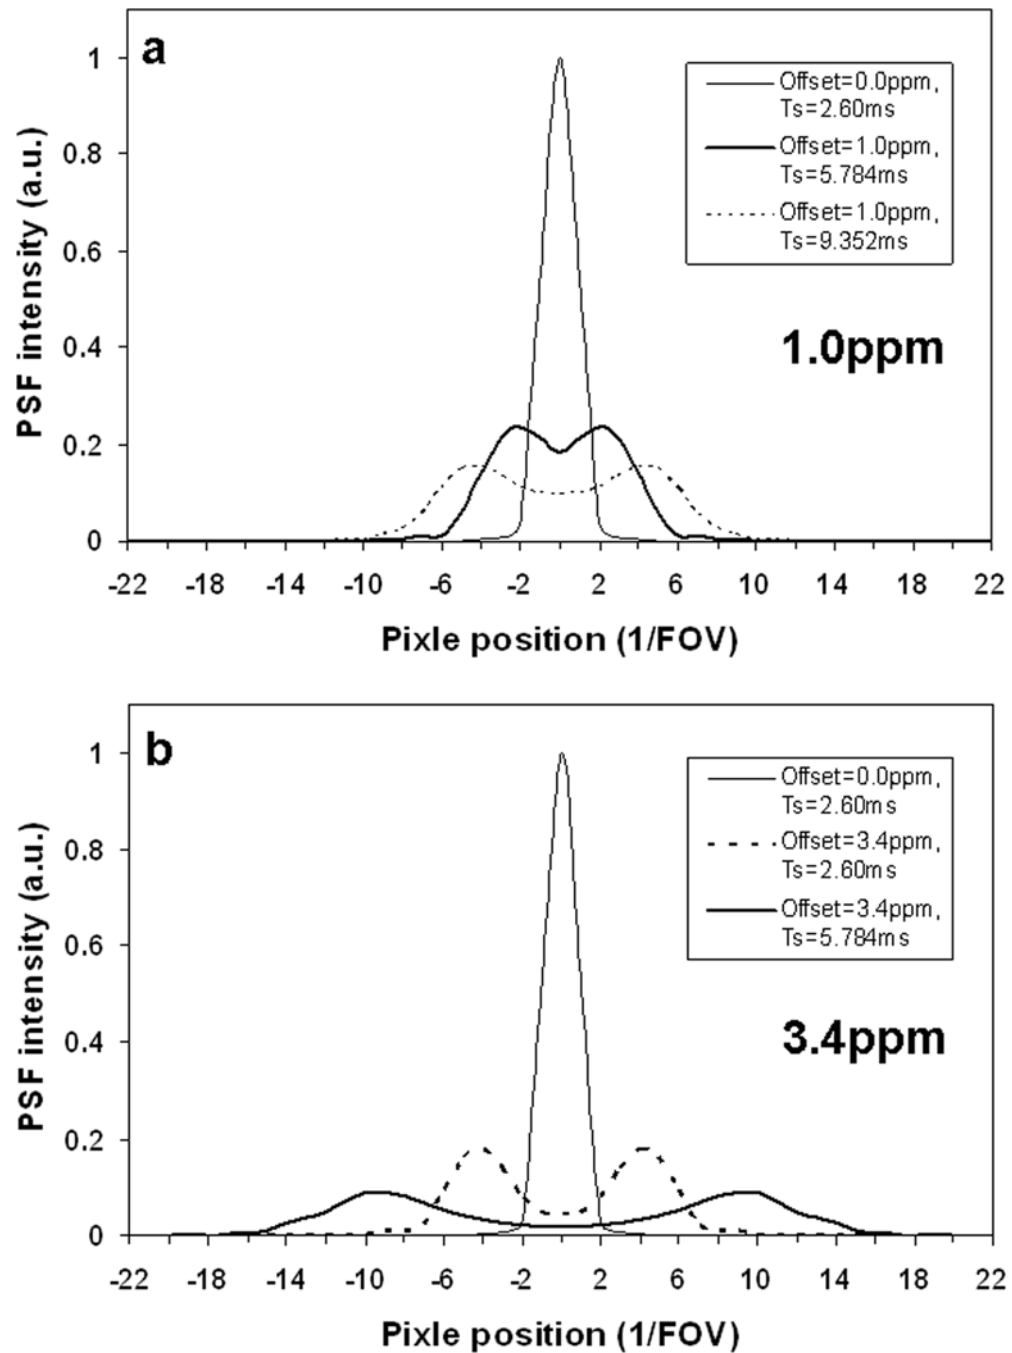 a
1
0.8
0.6
0.4
0.2
0
PSF intensity (a.u.)
Offset=0.0ppm,
Ts=2.60ms
Offset=1.0ppm,
Ts=5.784ms
Offset=1.0ppm,
Ts=9.352ms
1.0ppm
-22 -18 -14 -10 -6 -2 2 6 10 14 18 22
Pixle position (1/FOV)
b
1
0.8
0.6
0.4
0.2
0
PSF intensity (a.u.)
Offset=0.0ppm,
Ts=2.60ms
Offset=3.4ppm,
Ts=2.60ms
Offset=3.4ppm,
Ts=5.784ms
3.4ppm
-22 -18 -14 -10 -6 -2 2 6 10 14 18 22
Pixle position (1/FOV)